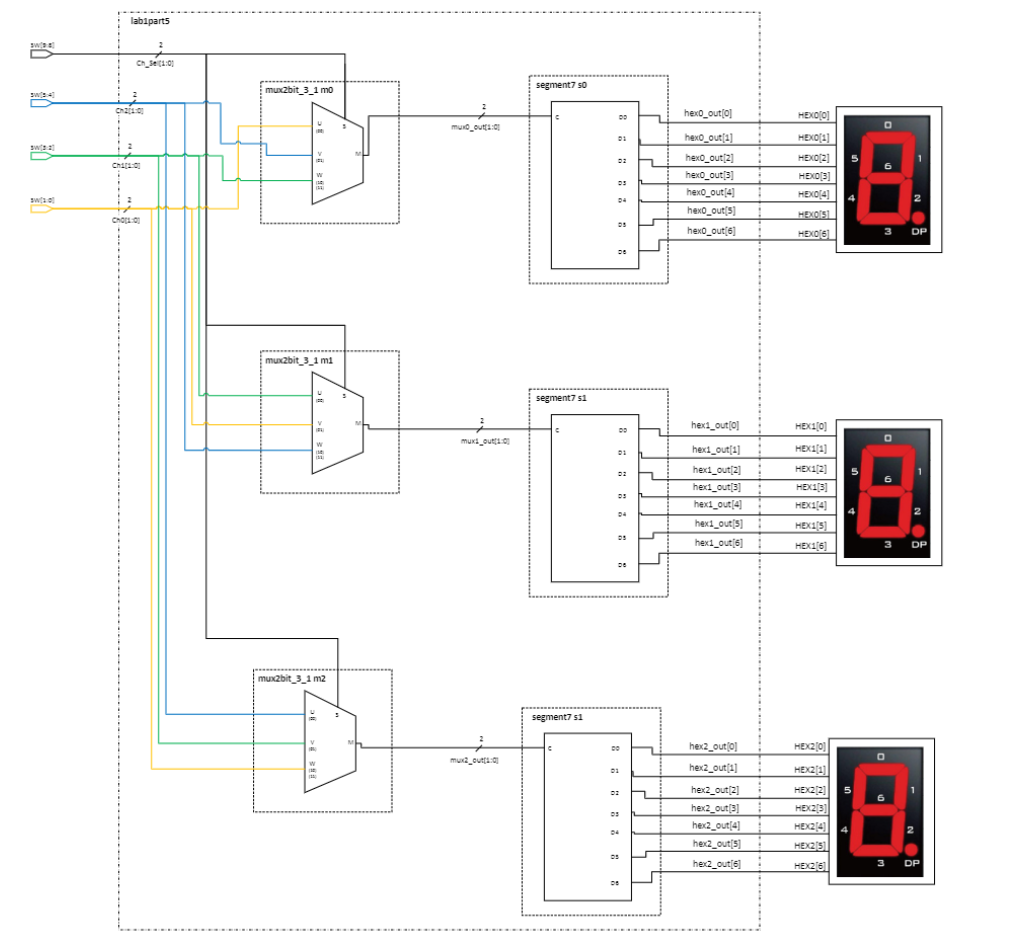 lab1part5
SW[9:8]
2
Ch_Sel[1:0]
SW[5:4]
2
Ch2[1:0]
SW[3:2]
2
Ch1[1:0]
SW[1:0]
2
Ch0[1:0]
mux2bit_3_1 m0
U
(00)
S
V
(01)
M
W
(10)
(11)
2
mux0_out[1:0]
segment7 s0
C
D0
D1
D2
D3
D4
D5
D6
hex0_out[0]
hex0_out[1]
hex0_out[2]
hex0_out[3]
hex0_out[4]
hex0_out[5]
hex0_out[6]
HEX0[0]
HEX0[1]
HEX0[2]
HEX0[3]
HEX0[4]
HEX0[5]
HEX0[6]
0
5
1
6
4
2
3
DP
mux2bit_3_1 m1
U
(00)
S
V
(01)
M
W
(10)
(11)
2
mux1_out[1:0]
segment7 s1
C
D0
D1
D2
D3
D4
D5
D6
hex1_out[0]
hex1_out[1]
hex1_out[2]
hex1_out[3]
hex1_out[4]
hex1_out[5]
hex1_out[6]
HEX1[0]
HEX1[1]
HEX1[2]
HEX1[3]
HEX1[4]
HEX1[5]
HEX1[6]
0
5
1
6
4
2
3
DP
mux2bit_3_1 m2
U
(00)
S
V
(01)
M
W
(10)
(11)
2
mux2_out[1:0]
segment7 s1
C
D0
D1
D2
D3
D4
D5
D6
hex2_out[0]
hex2_out[1]
hex2_out[2]
hex2_out[3]
hex2_out[4]
hex2_out[5]
hex2_out[6]
HEX2[0]
HEX2[1]
HEX2[2]
HEX2[3]
HEX2[4]
HEX2[5]
HEX2[6]
0
5
1
6
4
2
3
DP